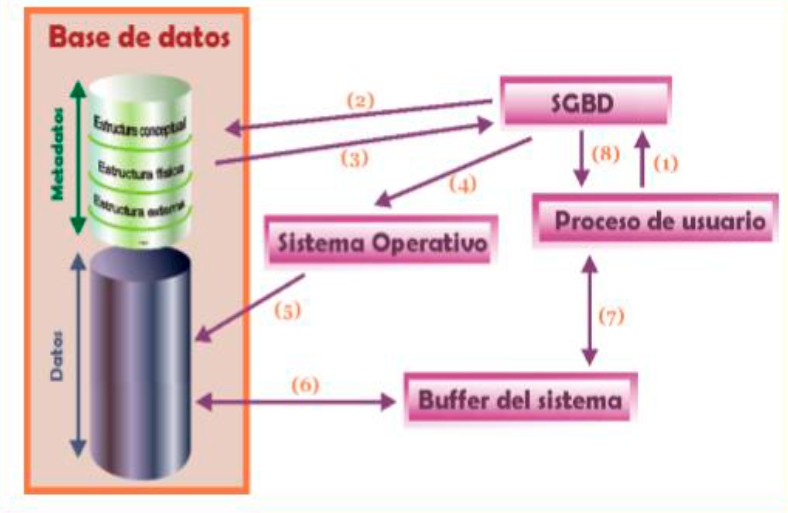 Base de datos
Metadatos
Estructura conceptual
Estructura física
Estructura externa
Datos
SGBD
(2)
(3)
(4)
(8)
(1)
Sistema Operativo
Proceso de usuario
(5)
(7)
(6)
Buffer del sistema